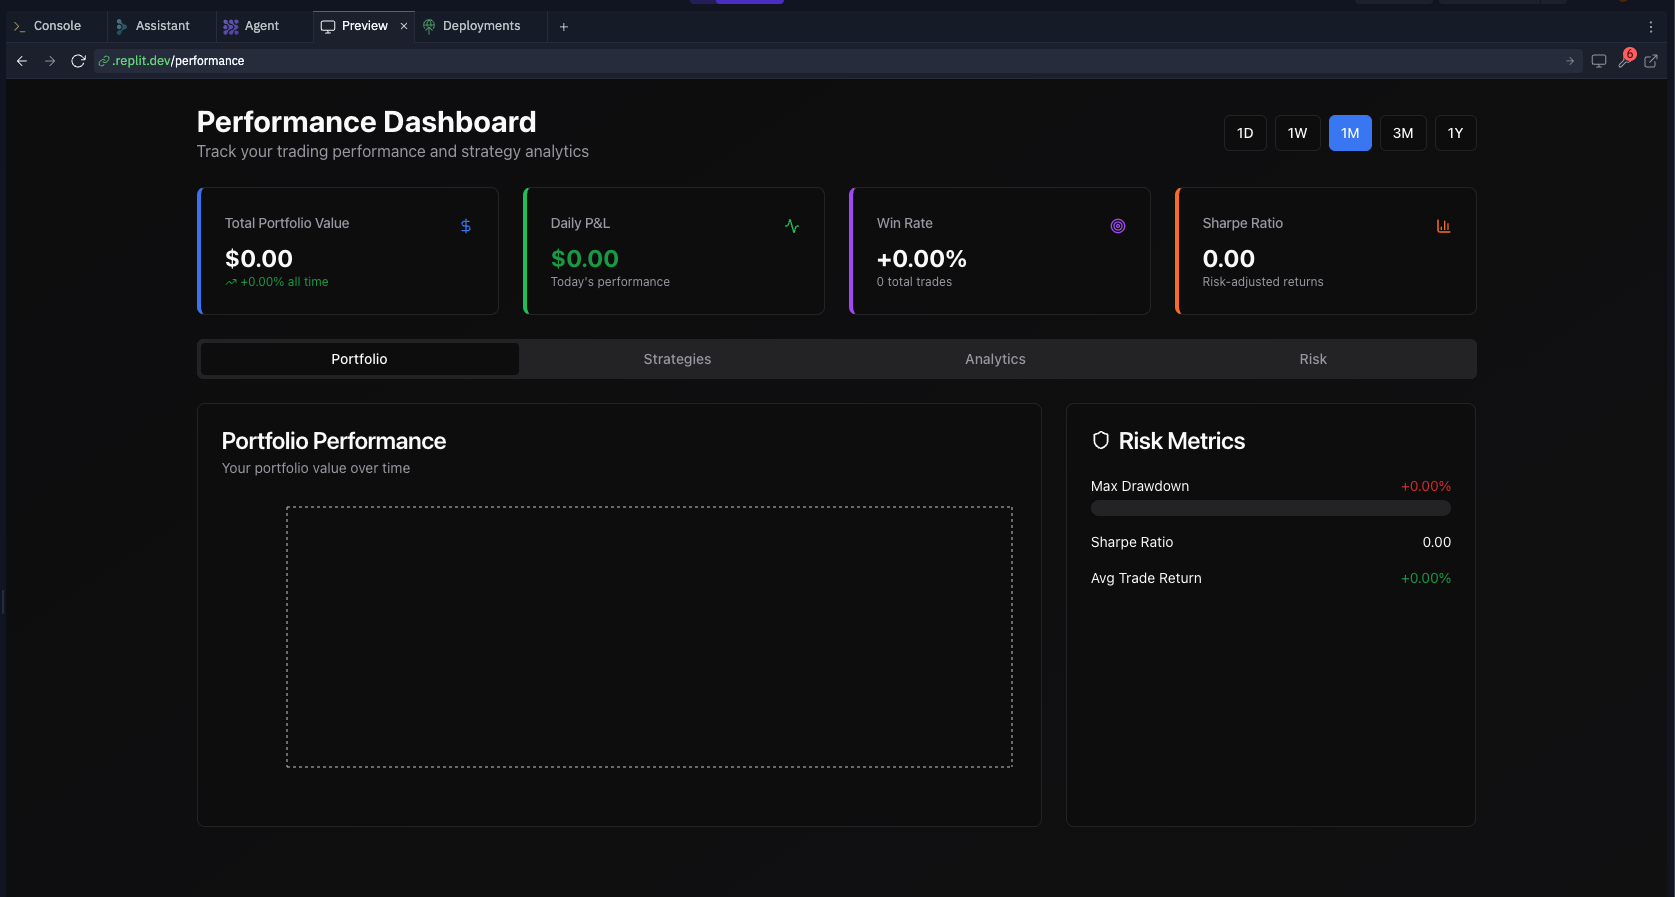 Console
Assistant
Agent
Preview
Deployments
.replit.dev/performance
6
Performance Dashboard
Track your trading performance and strategy analytics
1D
1W
1M
3M
1Y
Total Portfolio Value
$0.00
+0.00% all time
Daily P&L
$0.00
Today's performance
Win Rate
+0.00%
0 total trades
Sharpe Ratio
0.00
Risk-adjusted returns
Portfolio
Strategies
Analytics
Risk
Portfolio Performance
Your portfolio value over time
Risk Metrics
Max Drawdown
+0.00%
Sharpe Ratio
0.00
Avg Trade Return
+0.00%